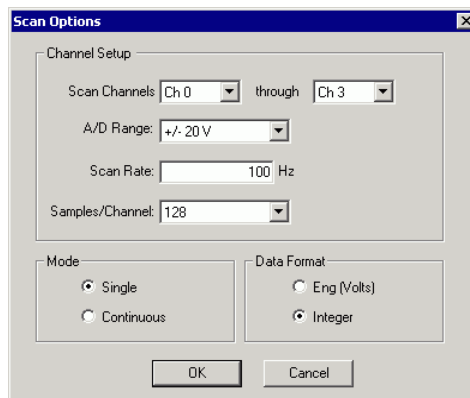 Scan Options
Channel Setup
Scan Channels Ch 0 through Ch 3
A/D Range: +/- 20 V
Scan Rate: 100 Hz
Samples/Channel: 128
Mode
Single
Continuous
Data Format
Eng (Volts)
Integer
OK Cancel